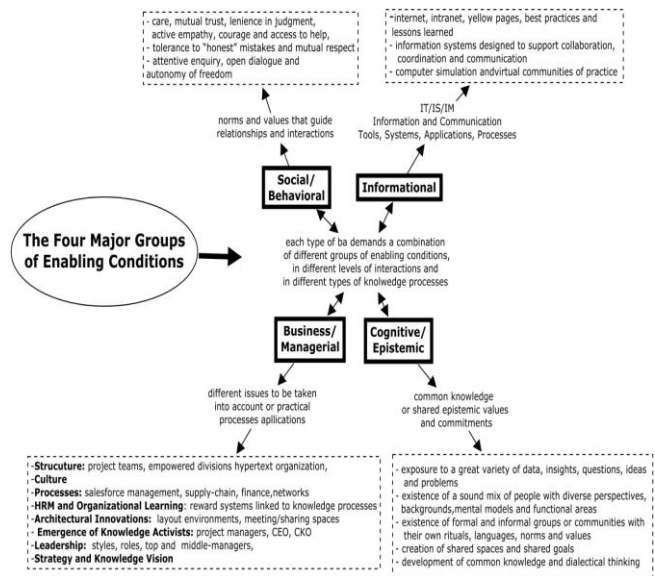 - care, mutual trust, lenience in judgment,
active empathy, courage and access to help,
- tolerance to "honest" mistakes and mutual respect
- attentive enquiry, open dialogue and
autonomy of freedom
-internet, intranet, yellow pages, best practices and
lessons learned
- information systems designed to support collaboration,
coordination and communication
- computer simulation andvirtual communities of practice
norms and values that guide
relationships and interactions
IT/IS/IM
Information and Communication
Tools, Systems, Applications, Processes
Social/
Behavioral
Informational
The Four Major Groups
of Enabling Conditions
each type of ba demands a combination
of different groups of enabling conditions,
in different levels of interactions and
in different types of knolwedge processes
Business/
Managerial
Cognitive/
Epistemic
different issues to be taken
into account or practical
processes apllications
common knowledge
or shared epistemic values
and commitments
-Strucuture: project teams, empowered divisions hypertext organization,
-Culture
-Processes: salesforce management, supply-chain, finance,networks
-HRM and Organizational Learning: reward systems linked to knowledge processes
-Architectural Innovations: layout environments, meeting/sharing spaces
- Emergence of Knowledge Activists: project managers, CEO, CKO
-Leadership: styles, roles, top and middle-managers,
-Strategy and Knowledge Vision
- exposure to a great variety of data, insights, questions, ideas
and problems
- existence of a sound mix of people with diverse perspectives,
backgrounds,mental models and functional areas
- existence of formal and informal groups or communities with
their own rituals, languages, norms and values
- creation of shared spaces and shared goals
- development of common knowledge and dialectical thinking